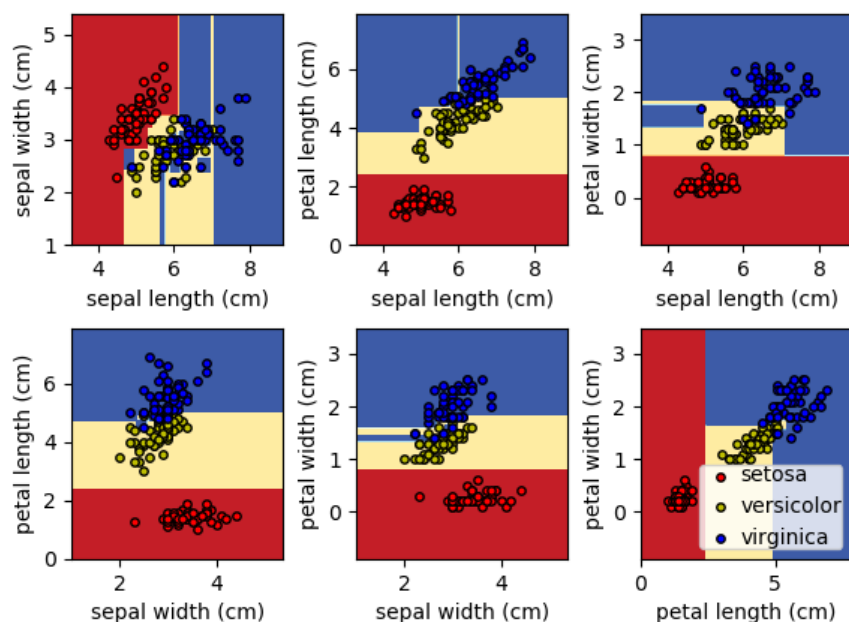 5
4
3
2
1
sepal width (cm)
4
6
8
sepal length (cm)
6
4
2
0
petal length (cm)
4
6
8
sepal length (cm)
3
2
1
0
petal width (cm)
4
6
8
sepal length (cm)
6
4
2
0
petal length (cm)
2
4
sepal width (cm)
3
2
1
0
petal width (cm)
2
4
sepal width (cm)
3
2
1
0
petal width (cm)
setosa
versicolor
virginica
0
5
petal length (cm)